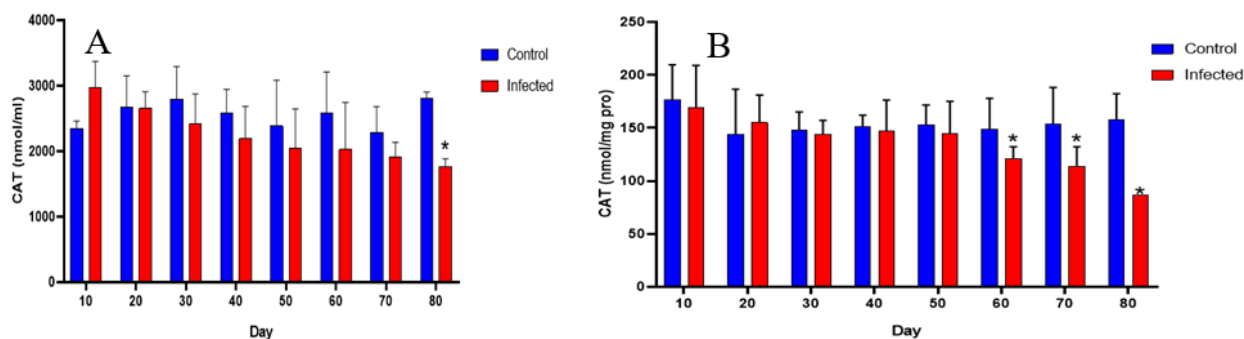 A
CAT (nmol/ml)
4000
3000
2000
1000
0
10 20 30 40 50 60 70 80
Day
Control
Infected
*
B
CAT (nmol/mg pro)
250
200
150
100
50
0
10 20 30 40 50 60 70 80
Day
Control
Infected
* * *